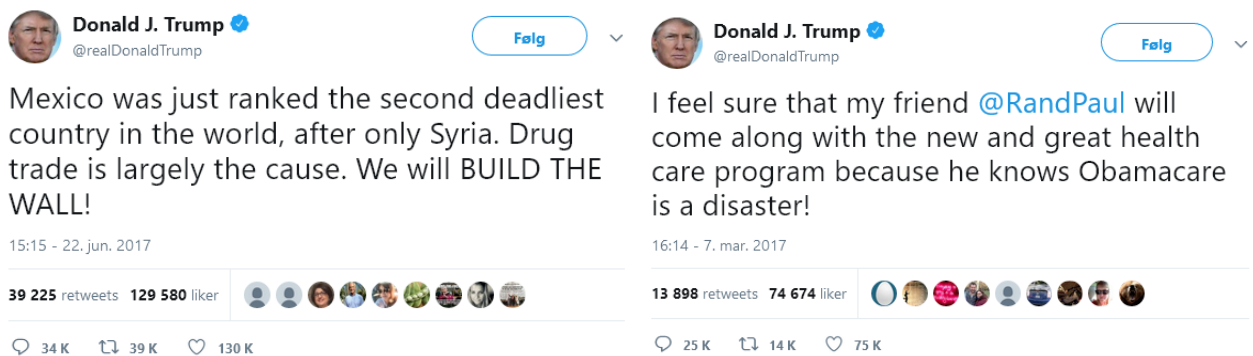 Donald J. Trump
@realDonaldTrump
Følg
Mexico was just ranked the second deadliest
country in the world, after only Syria. Drug
trade is largely the cause. We will BUILD THE
WALL!
15:15 - 22. jun. 2017
39 225 retweets 129 580 liker
34 K 39 K 130 K
Donald J. Trump
@realDonaldTrump
Følg
I feel sure that my friend @RandPaul will
come along with the new and great health
care program because he knows Obamacare
is a disaster!
16:14 - 7. mar. 2017
13 898 retweets 74 674 liker
25 K 14 K 75 K